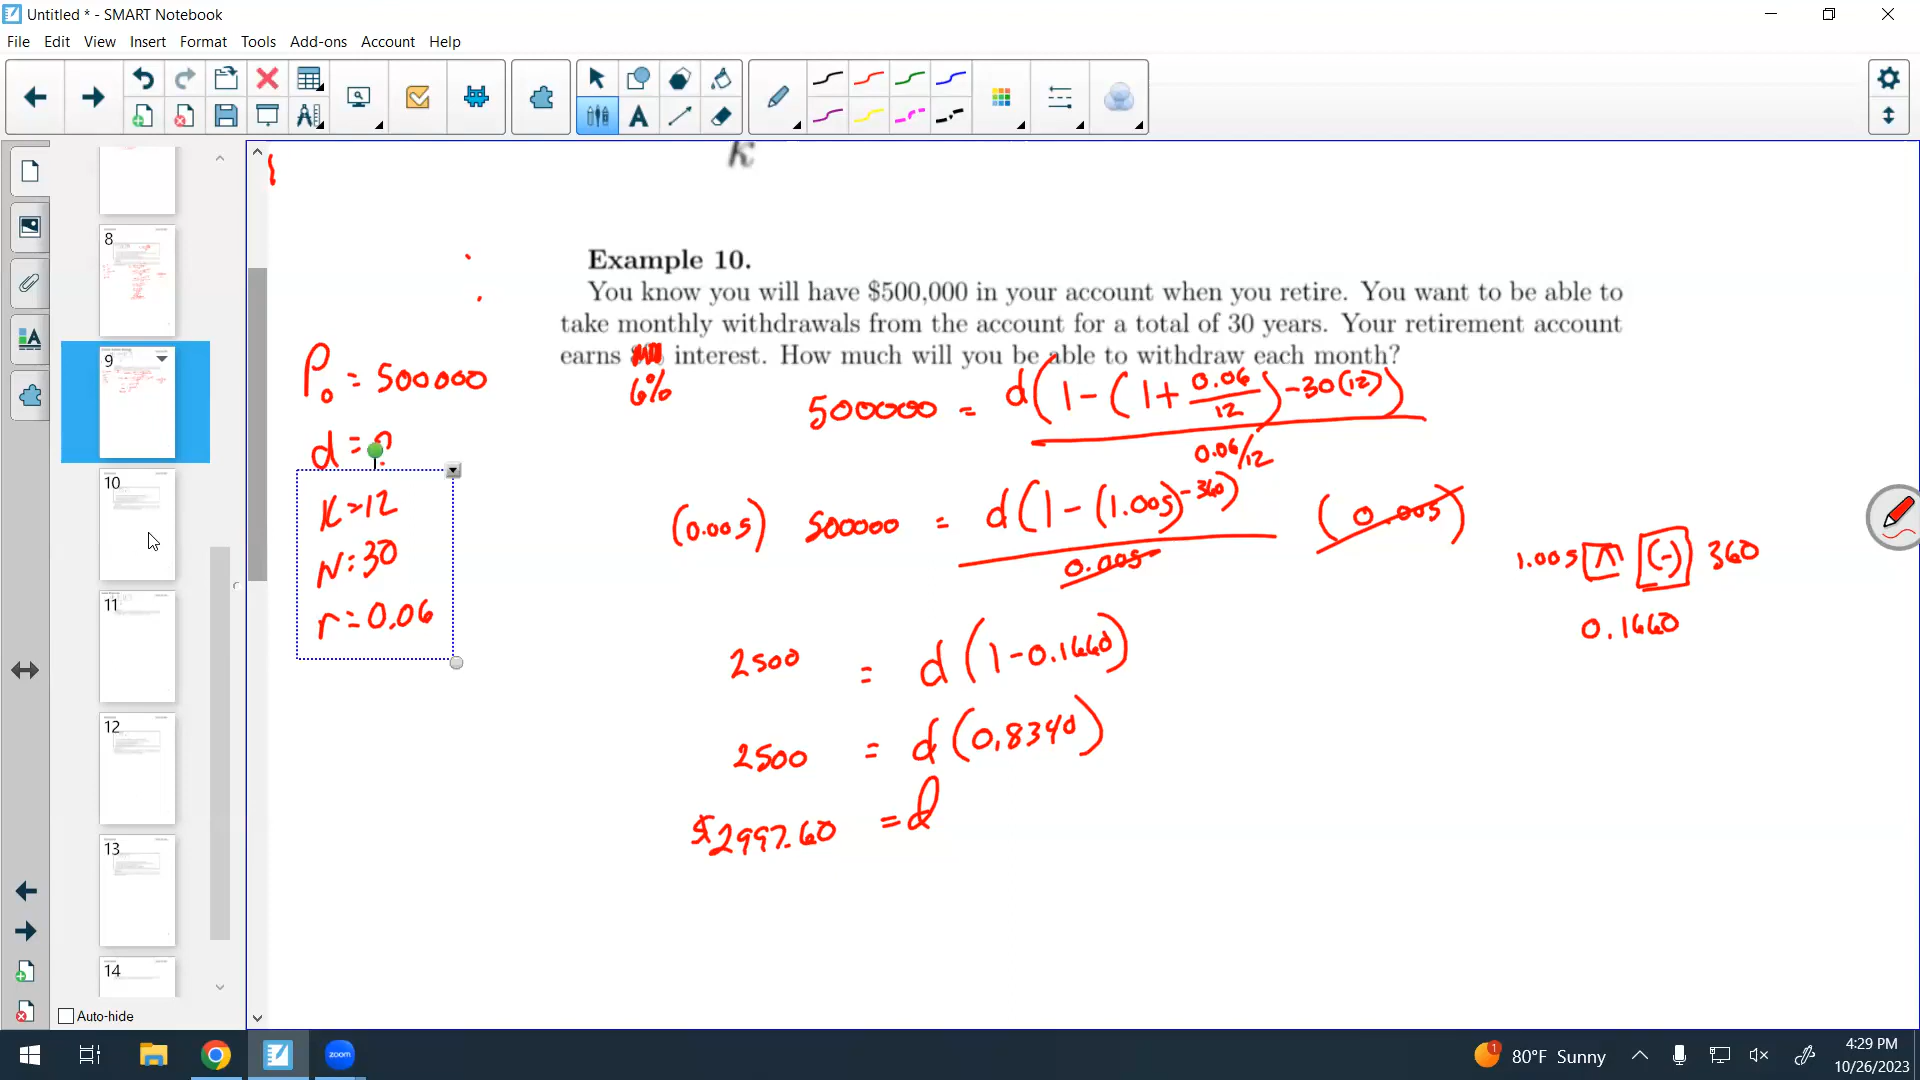 Untitled * - SMART Notebook
File Edit View Insert Format Tools Add-ons Account Help
k
8
9
10
11
12
13
14
Auto-hide
Example 10.
You know you will have $500,000 in your account when you retire. You want to be able to
take monthly withdrawals from the account for a total of 30 years. Your retirement account
earns interest. How much will you be able to withdraw each month?
6%
P₀ = 500000
d = ?
K=12
N=30
r=0.06
500000 = d(1-(1+0.06/12)^-30(12)) / 0.06/12
(0.005) 500000 = d(1-(1.005)^-360) / 0.005 (0.005)
1.005 ^ (-) 360
0.1660
2500 = d(1-0.1660)
2500 = d(0.8340)
$2997.60 = d
zoom
1
80°F Sunny
4:29 PM
10/26/2023